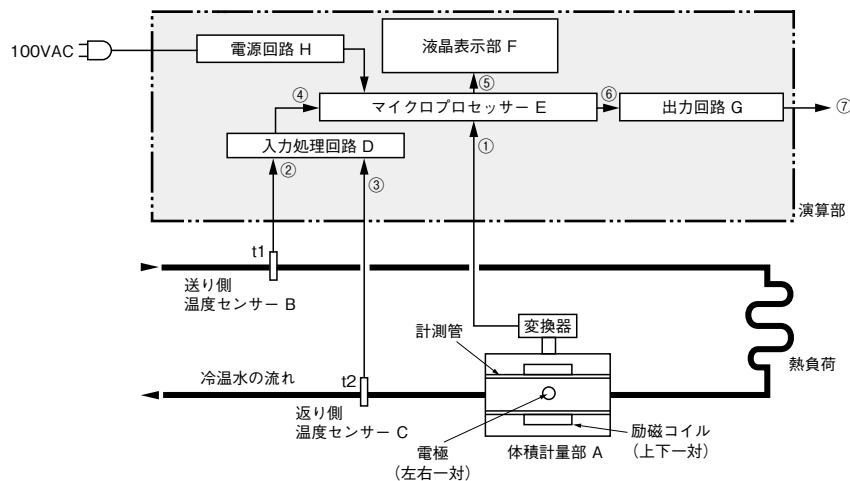 100VAC
電源回路 H
液晶表示部 F
④
⑤
マイクロプロセッサー E
⑥
出力回路 G
⑦
入力処理回路 D
②
③
①
演算部
t1
送り側
温度センサー B
変換器
計測管
熱負荷
冷温水の流れ
t2
返り側
温度センサー C
電極
(左右一対)
体積計量部 A
励磁コイル
(上下一対)